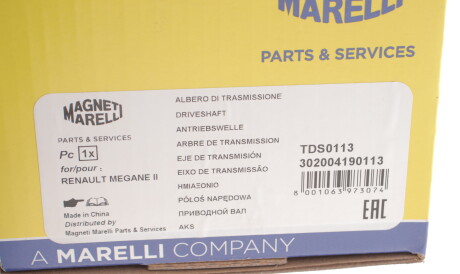 MARELLI
PARTS & SERVICES
MAGNETI
MARELLI
PARTS & SERVICES
Pc 1x
for/pour :
RENAULT MEGANE II
Made in China
Distributed by
Magneti Marelli Parts & Services
ALBERO DI TRASMISSIONE
DRIVESHAFT
ANTRIEBSWELLE
ARBRE DE TRANSMISSION
EJE DE TRANSMISIÓN
EIXO DE TRANSMISSÃO
ΗΜΙΑΞΟΝΙΟ
PÓŁOŚ NAPĘDOWA
ПРИВОДНОЙ ВАЛ
AKS
TDS0113
302004190113
8 001063 973074 >
EAC
A MARELLI COMPANY